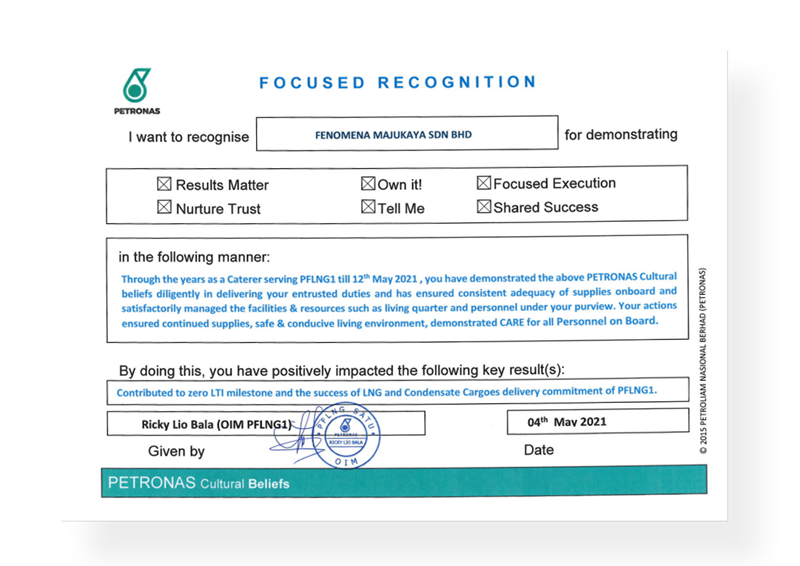 FOCUSED RECOGNITION
PETRONAS
I want to recognise FENOMENA MAJUKAYA SDN BHD for demonstrating
Results Matter Own it! Focused Execution
Nurture Trust Tell Me Shared Success
in the following manner:
Through the years as a Caterer serving PFLNG1 till 12th May 2021 , you have demonstrated the above PETRONAS Cultural
beliefs diligently in delivering your entrusted duties and has ensured consistent adequacy of supplies onboard and
satisfactorily managed the facilities & resources such as living quarter and personnel under your purview. Your actions
ensured continued supplies, safe & conducive living environment, demonstrated CARE for all Personnel on Board.
By doing this, you have positively impacted the following key result(s):
Contributed to zero LTI milestone and the success of LNG and Condensate Cargoes delivery commitment of PFLNG1.
Ricky Lio Bala (OIM PFLNG1) 04th May 2021
PFLNG SATU
PETRONAS
RICKY LIO BALA
OIM
Given by Date
PETRONAS Cultural Beliefs
© 2015 PETROLIAM NASIONAL BERHAD (PETRONAS)